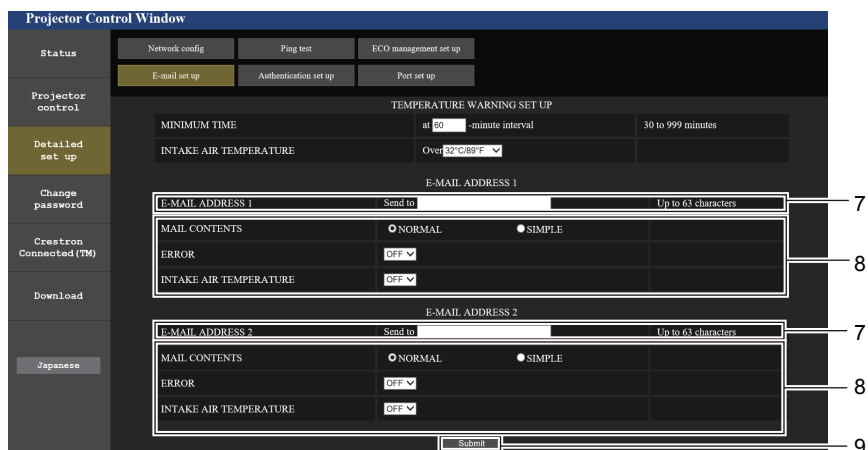 Projector Control Window
Status
Network config
Ping test
ECO management set up
E-mail set up
Authentication set up
Port set up
Projector
control
Detailed
set up
Change
password
Crestron
Connected(TM)
Download
Japanese
TEMPERATURE WARNING SET UP
MINIMUM TIME at 60 -minute interval 30 to 999 minutes
INTAKE AIR TEMPERATURE Over 32°C/89°F
E-MAIL ADDRESS 1
E-MAIL ADDRESS 1 Send to Up to 63 characters 7
MAIL CONTENTS NORMAL SIMPLE
ERROR OFF 8
INTAKE AIR TEMPERATURE OFF
E-MAIL ADDRESS 2
E-MAIL ADDRESS 2 Send to Up to 63 characters 7
MAIL CONTENTS NORMAL SIMPLE
ERROR OFF 8
INTAKE AIR TEMPERATURE OFF
Submit 9